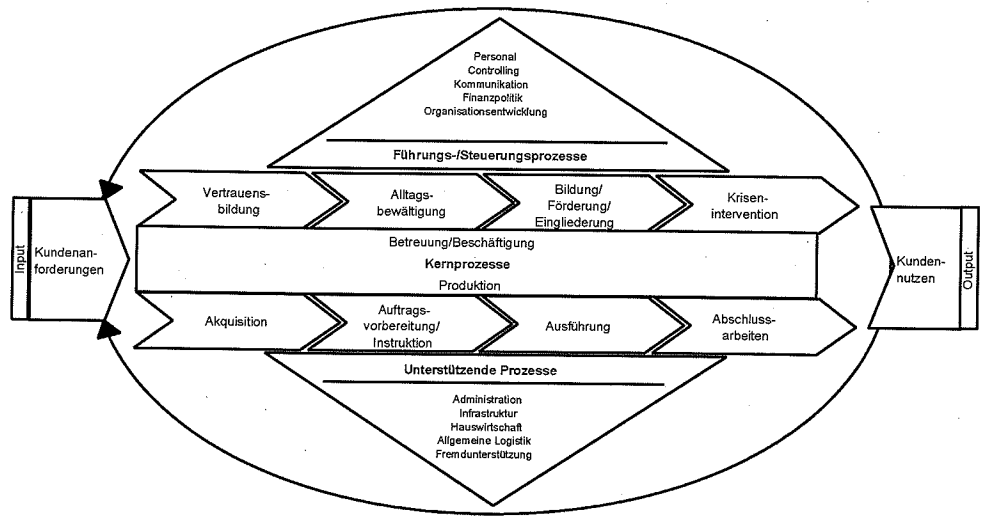 Personal
Controlling
Kommunikation
Finanzpolitik
Organisationsentwicklung
Führungs-/Steuerungsprozesse
Vertrauens-
bildung
Alltags-
bewältigung
Bildung/
Förderung/
Eingliederung
Krisen-
intervention
Input
Kundenan-
forderungen
Betreuung/Beschäftigung
Kernprozesse
Produktion
Kunden-
nutzen
Output
Akquisition
Auftrags-
vorbereitung/
Instruktion
Ausführung
Abschluss-
arbeiten
Unterstützende Prozesse
Administration
Infrastruktur
Hauswirtschaft
Allgemeine Logistik
Fremdunterstützung